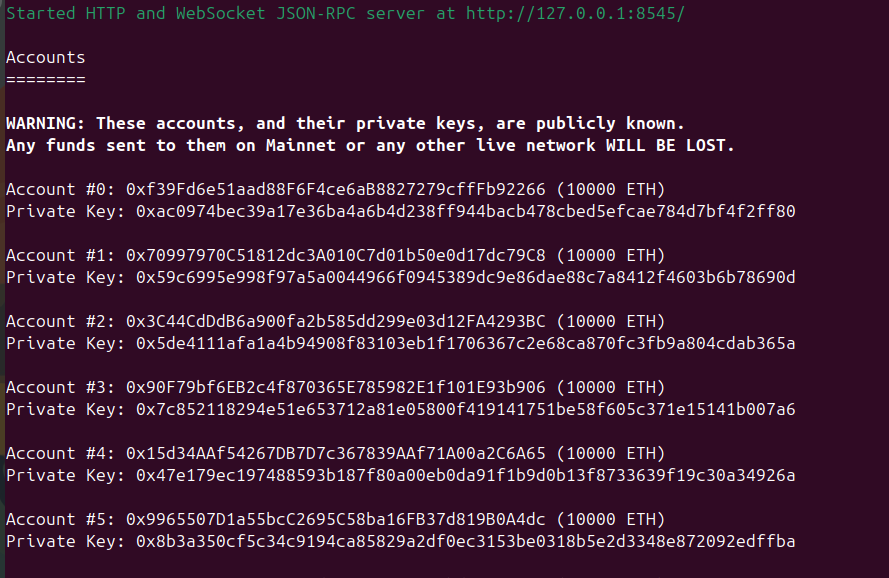 Started HTTP and WebSocket JSON-RPC server at http://127.0.0.1:8545/
Accounts
========
WARNING: These accounts, and their private keys, are publicly known.
Any funds sent to them on Mainnet or any other live network WILL BE LOST.
Account #0: 0xf39Fd6e51aad88F6F4ce6aB8827279cffFb92266 (10000 ETH)
Private Key: 0xac0974bec39a17e36ba4a6b4d238ff944bacb478cbed5efcae784d7bf4f2ff80
Account #1: 0x70997970C51812dc3A010C7d01b50e0d17dc79C8 (10000 ETH)
Private Key: 0x59c6995e998f97a5a0044966f0945389dc9e86dae88c7a8412f4603b6b78690d
Account #2: 0x3C44CdDdB6a900fa2b585dd299e03d12FA4293BC (10000 ETH)
Private Key: 0x5de4111afa1a4b94908f83103eb1f1706367c2e68ca870fc3fb9a804cdab365a
Account #3: 0x90F79bf6EB2c4f870365E785982E1f101E93b906 (10000 ETH)
Private Key: 0x7c852118294e51e653712a81e05800f419141751be58f605c371e15141b007a6
Account #4: 0x15d34AAf54267DB7D7c367839AAf71A00a2C6A65 (10000 ETH)
Private Key: 0x47e179ec197488593b187f80a00eb0da91f1b9d0b13f8733639f19c30a34926a
Account #5: 0x9965507D1a55bcC2695C58ba16FB37d819B0A4dc (10000 ETH)
Private Key: 0x8b3a350cf5c34c9194ca85829a2df0ec3153be0318b5e2d3348e872092edffba